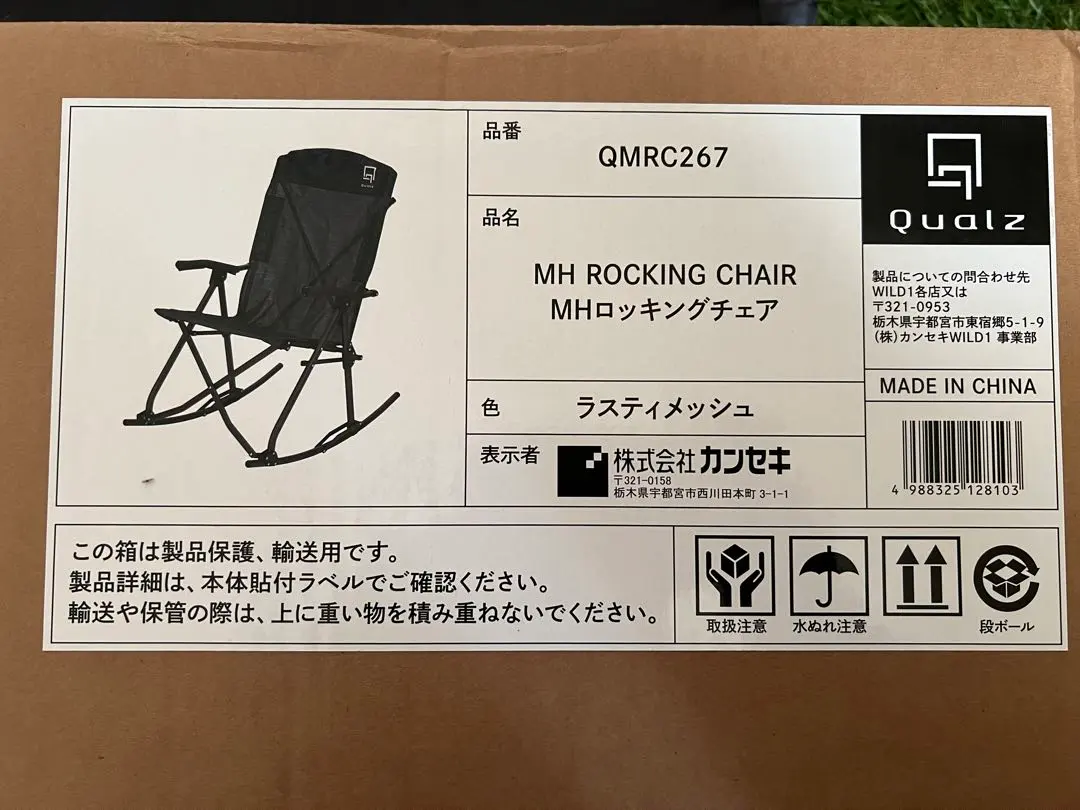 Qualz
品番
QMRC267
品名
MH ROCKING CHAIR
MHロッキングチェア
色
ラスティメッシュ
表示者
株式会社カンセキ
〒321-0158
栃木県宇都宮市西川田本町 3-1-1
Qualz
製品についての問合わせ先
WILD1各店又は
〒321-0953
栃木県宇都宮市東宿郷5-1-9
(株)カンセキWILD1 事業部
MADE IN CHINA
4 988325 128103
この箱は製品保護、輸送用です。
製品詳細は、本体貼付ラベルでご確認ください。
輸送や保管の際は、上に重い物を積み重ねないでください。
取扱注意
水ぬれ注意
段ボール